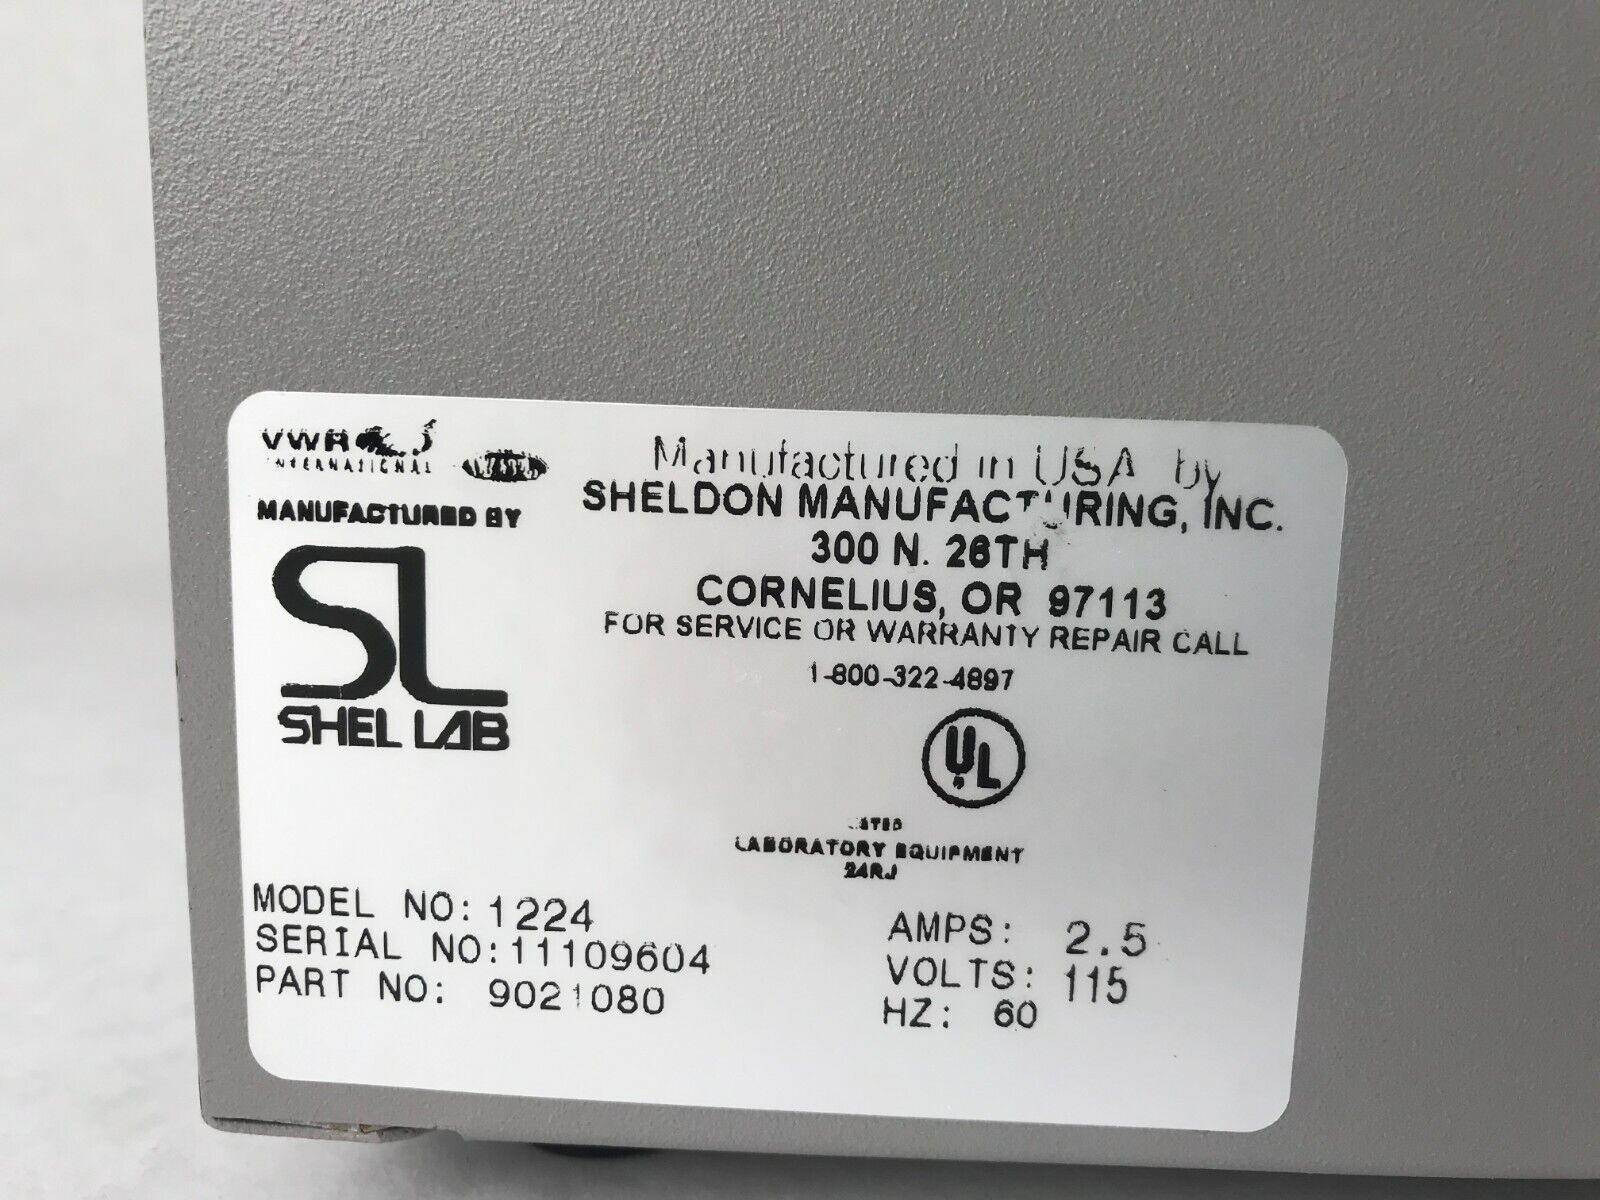 VWR
INTERNATIONAL
MANUFACTURED BY
SL
SHEL LAB
Manufactured in USA by
SHELDON MANUFACTURING, INC.
300 N. 26TH
CORNELIUS, OR 97113
FOR SERVICE OR WARRANTY REPAIR CALL
1-800-322-4897
UL
LISTED
LABORATORY EQUIPMENT
24RJ
MODEL NO: 1224
SERIAL NO: 11109604
PART NO: 9021080
AMPS: 2.5
VOLTS: 115
HZ: 60